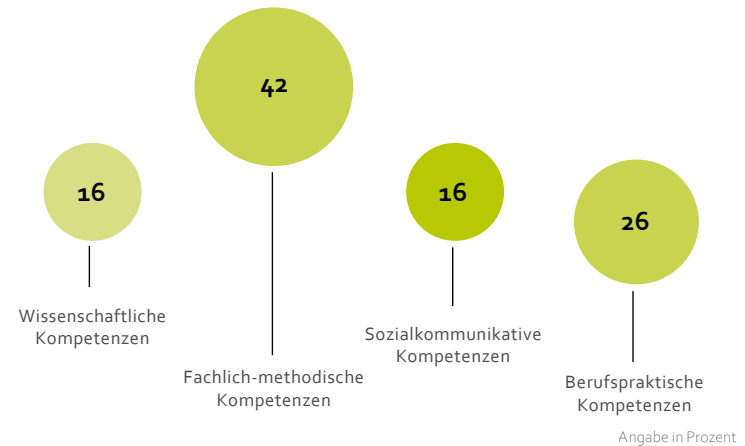 42
16
16
26
Wissenschaftliche
Kompetenzen
Fachlich-methodische
Kompetenzen
Sozialkommunikative
Kompetenzen
Berufspraktische
Kompetenzen
Angabe in Prozent